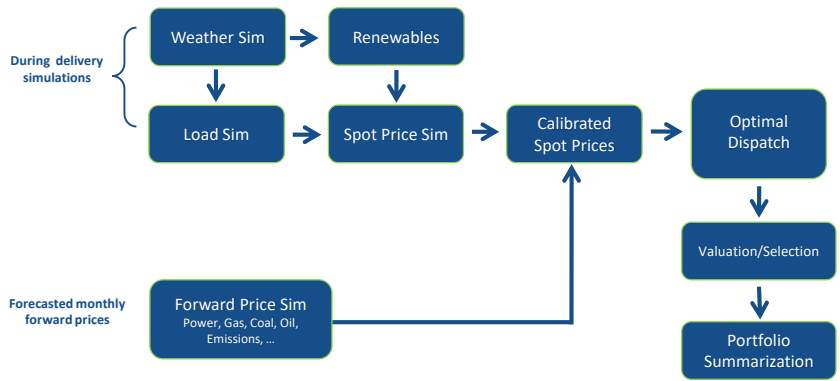 During delivery
simulations
Weather Sim
Renewables
Load Sim
Spot Price Sim
Calibrated
Spot Prices
Optimal
Dispatch
Valuation/Selection
Portfolio
Summarization
Forecasted monthly
forward prices
Forward Price Sim
Power, Gas, Coal, Oil,
Emissions, ...